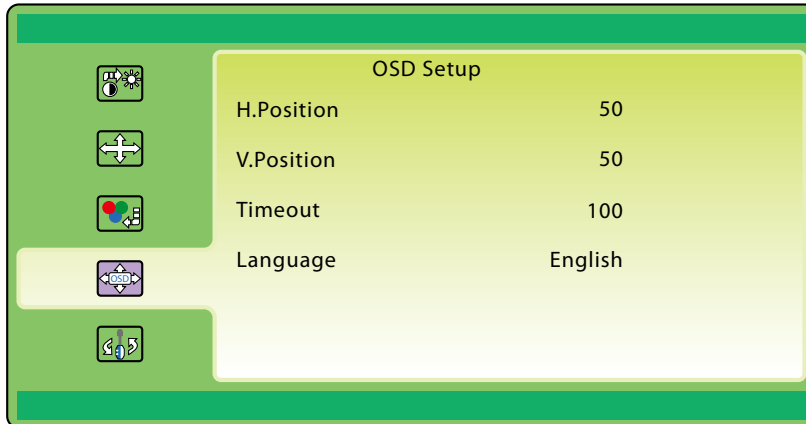 OSD Setup
H.Position 50
V.Position 50
Timeout 100
Language English
OSD